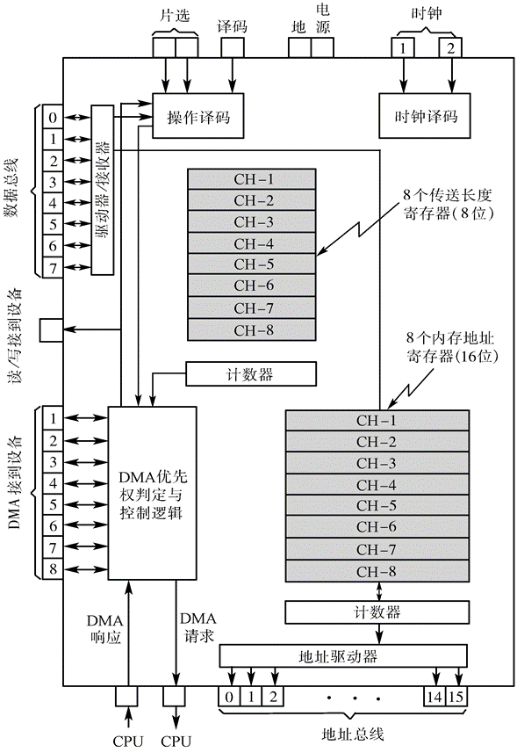 片选
译码
地
电源
时钟
1
2
操作译码
时钟译码
数据总线
0
1
2
3
4
5
6
7
驱动器/接收器
CH-1
CH-2
CH-3
CH-4
CH-5
CH-6
CH-7
CH-8
8个传送长度
寄存器(8位)
读/写接到设备
计数器
8个内存地址
寄存器(16位)
DMA接到设备
1
2
3
4
5
6
7
8
DMA优先
权判定与
控制逻辑
CH-1
CH-2
CH-3
CH-4
CH-5
CH-6
CH-7
CH-8
计数器
DMA
响应
DMA
请求
地址驱动器
0
1
2
· · ·
14
15
CPU
CPU
地址总线